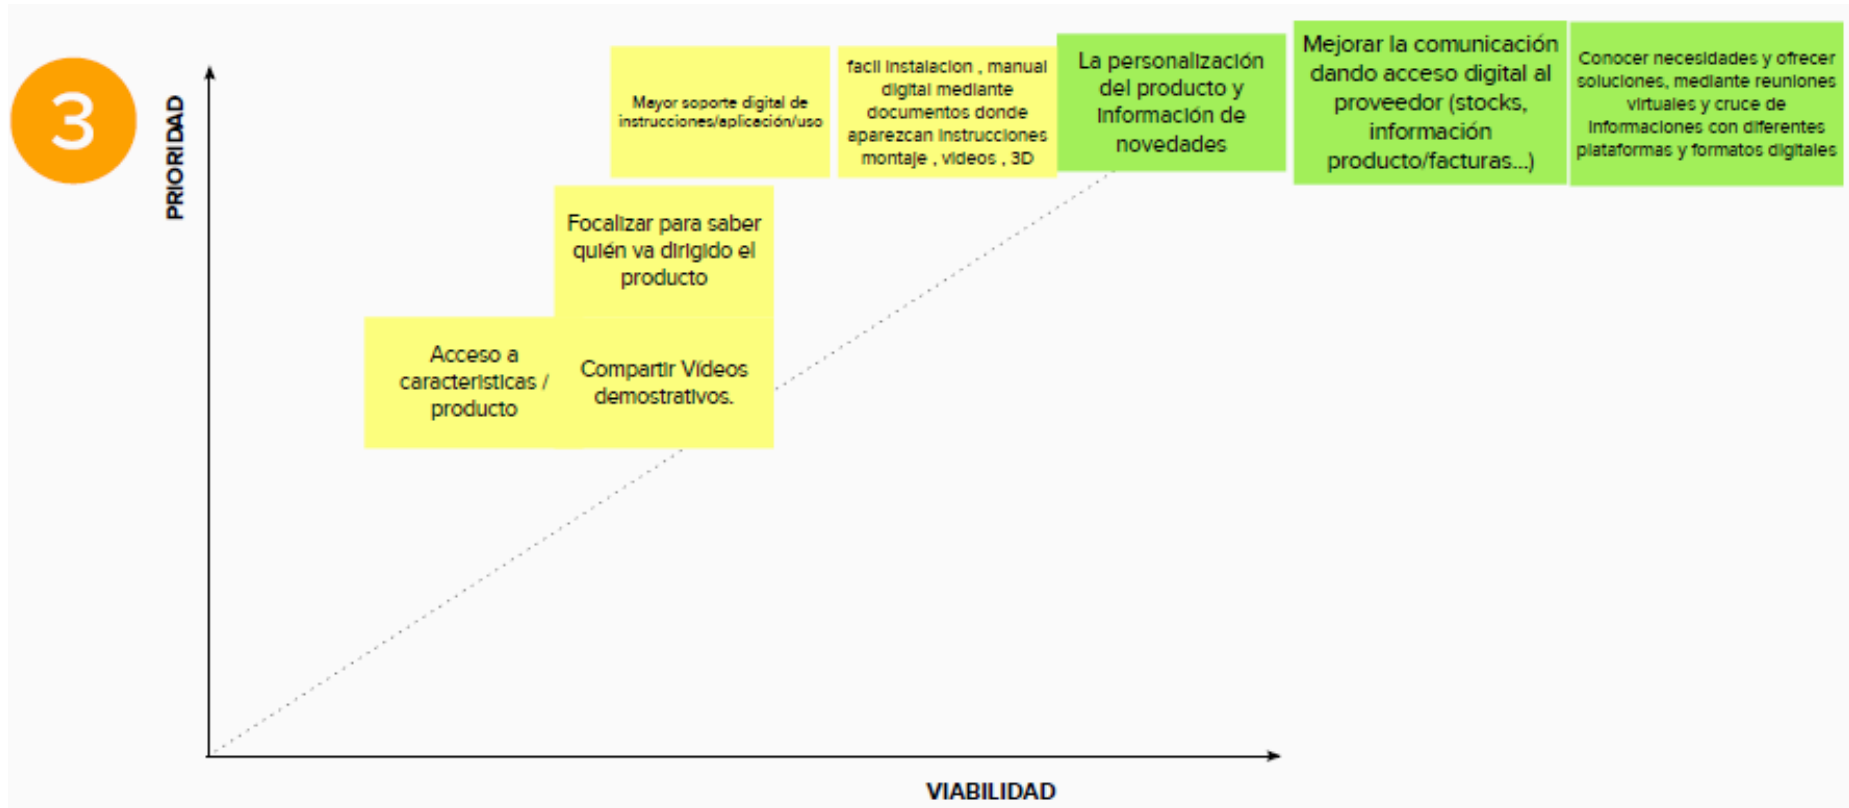 3
PRIORIDAD
Mayor soporte digital de
instrucciones/aplicación/uso
facil instalacion , manual
digital mediante
documentos donde
aparezcan instrucciones
montaje , videos , 3D
La personalización
del producto y
información de
novedades
Mejorar la comunicación
dando acceso digital al
proveedor (stocks,
información
producto/facturas...)
Conocer necesidades y ofrecer
soluciones, mediante reuniones
virtuales y cruce de
informaciones con diferentes
plataformas y formatos digitales
Focalizar para saber
quién va dirigido el
producto
Acceso a
caracteristicas /
producto
Compartir Vídeos
demostrativos.
VIABILIDAD